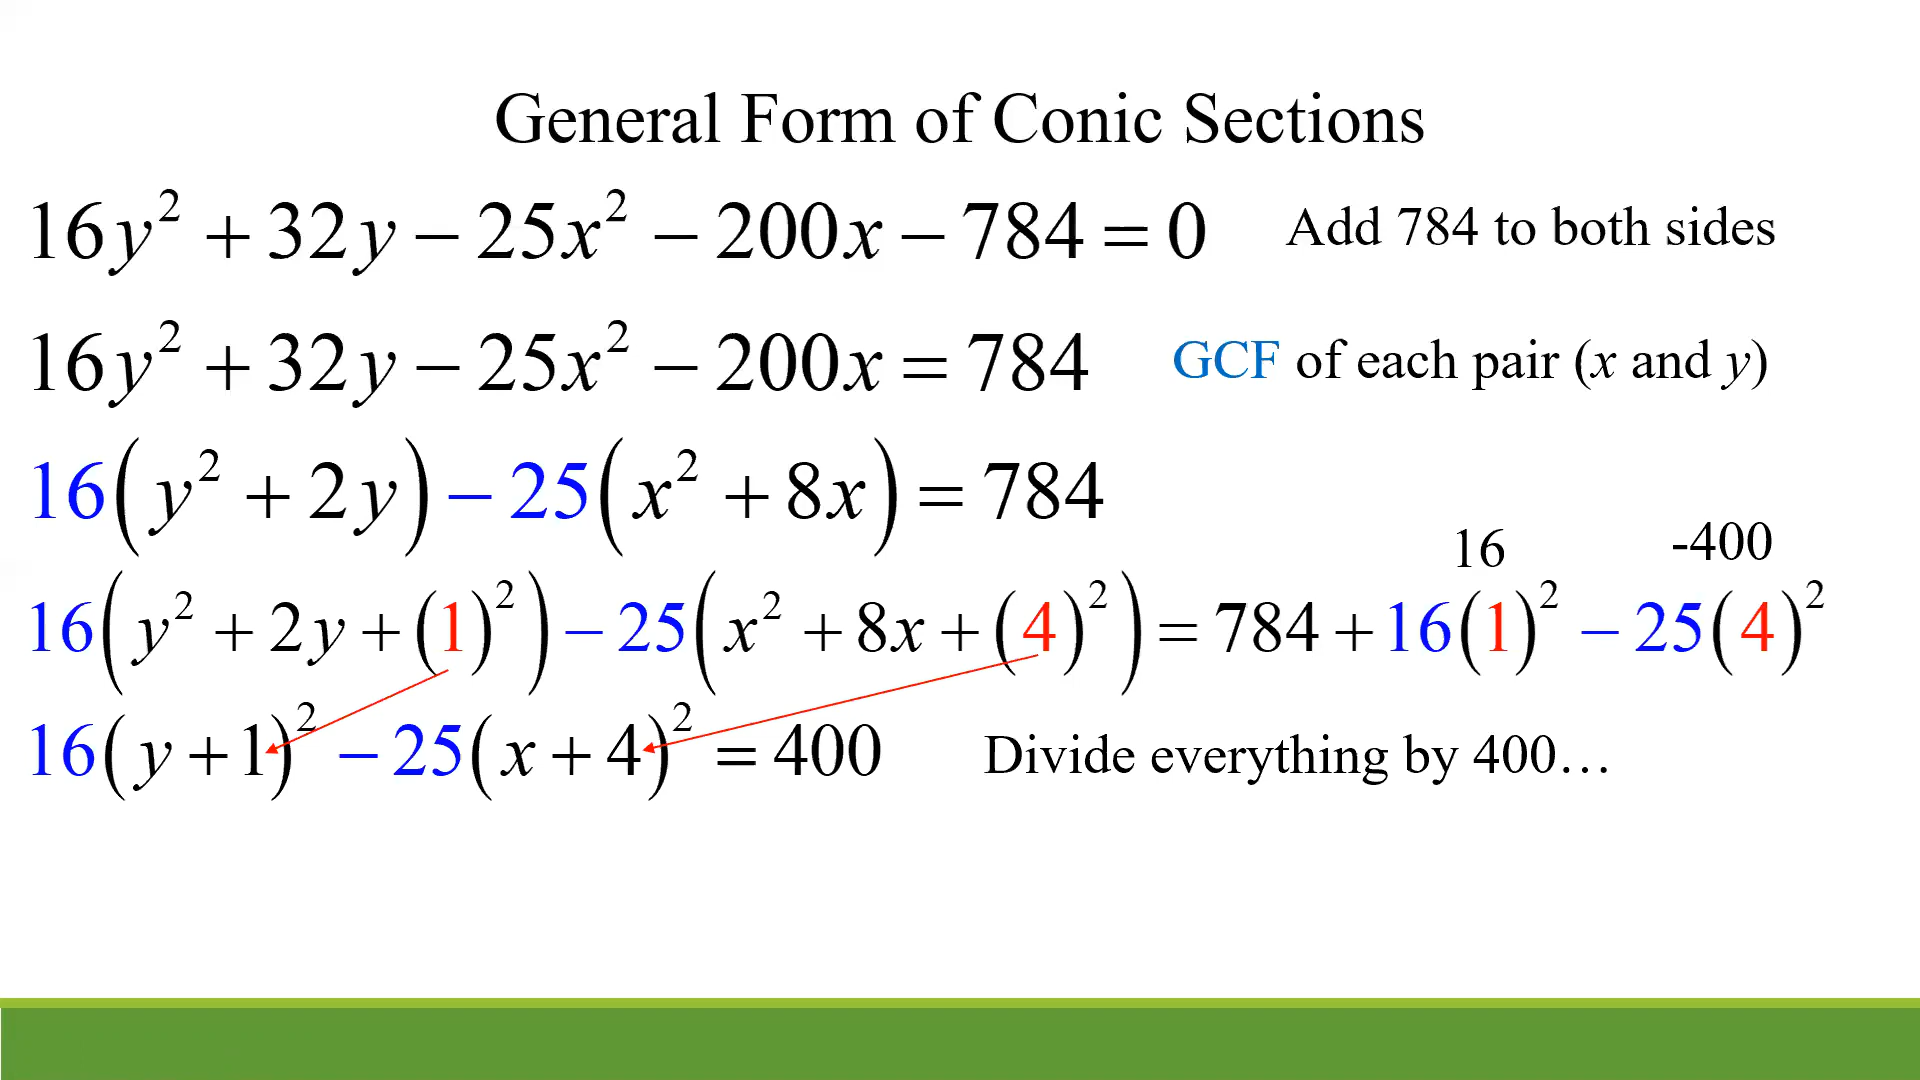 General Form of Conic Sections
16y² + 32y − 25x² − 200x − 784 = 0 Add 784 to both sides
16y² + 32y − 25x² − 200x = 784 GCF of each pair (x and y)
16(y² + 2y) − 25(x² + 8x) = 784
16 -400
16(y² + 2y + (1)²) − 25(x² + 8x + (4)²) = 784 + 16(1)² − 25(4)²
16(y + 1)² − 25(x + 4)² = 400 Divide everything by 400…